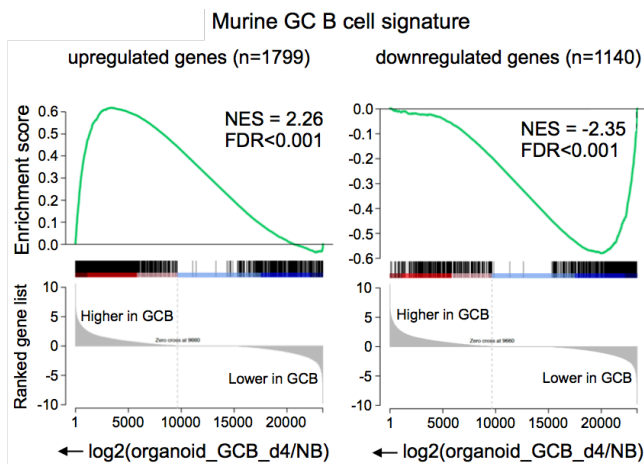 Murine GC B cell signature
upregulated genes (n=1799)
downregulated genes (n=1140)
Enrichment score
0.6
0.5
0.4
0.3
0.2
0.1
0.0
NES = 2.26
FDR<0.001
0.0
-0.1
-0.2
-0.3
-0.4
-0.5
-0.6
NES = -2.35
FDR<0.001
Ranked gene list
10
5
0
-5
-10
Higher in GCB
Zero cross at 9660
Lower in GCB
1 5000 10000 15000 20000
← log2(organoid_GCB_d4/NB)
10
5
0
-5
-10
Higher in GCB
Zero cross at 9660
Lower in GCB
1 5000 10000 15000 20000
← log2(organoid_GCB_d4/NB)